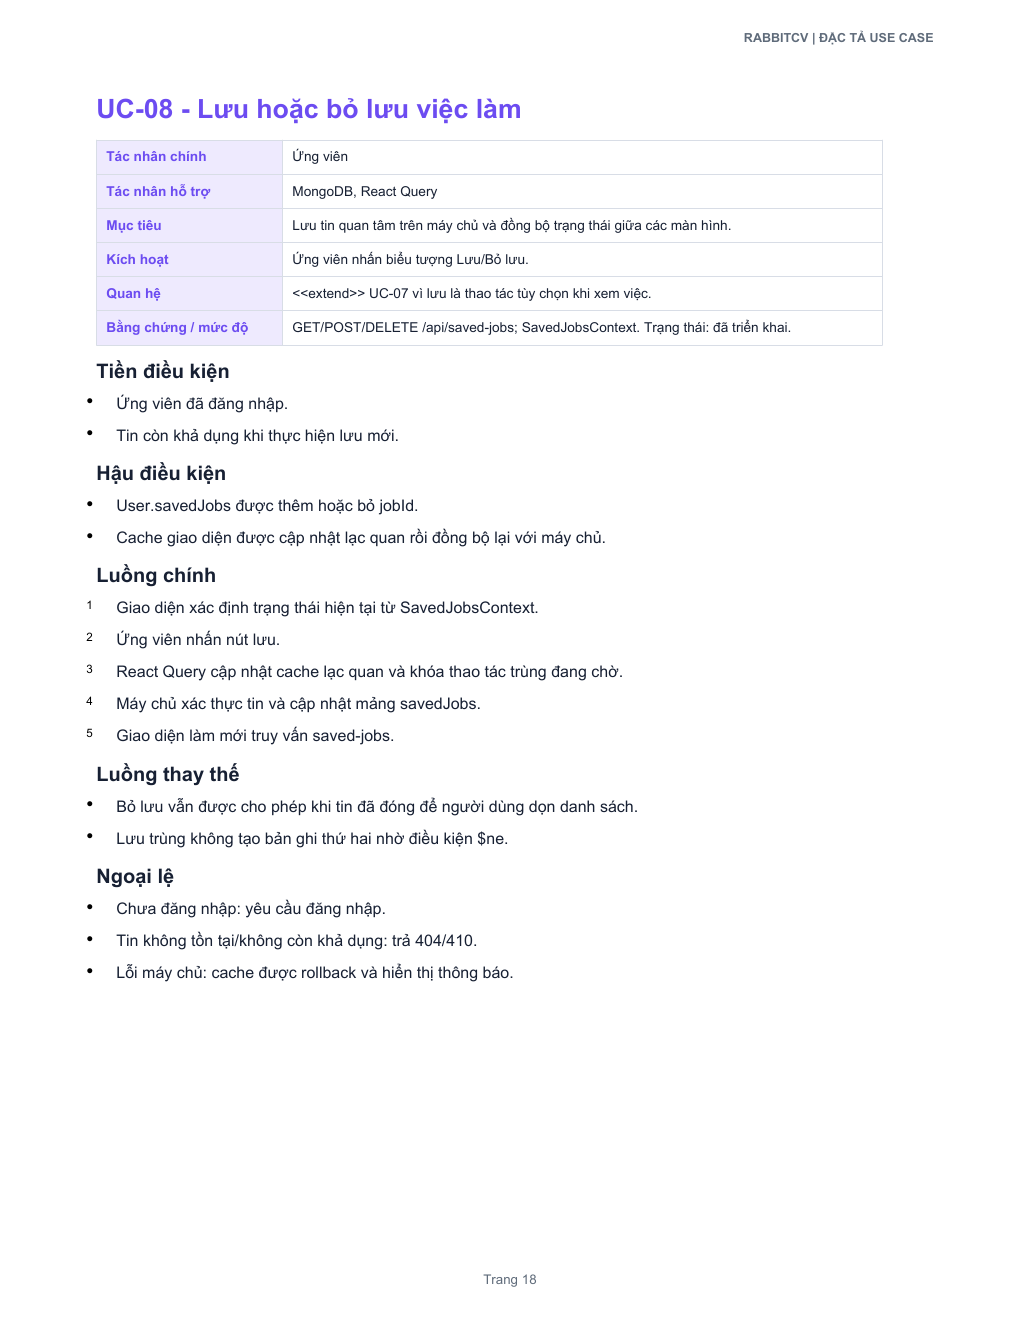 RABBITCV | ĐẶC TẢ USE CASE
UC-08 - Lưu hoặc bỏ lưu việc làm
Tác nhân chính Ứng viên
Tác nhân hỗ trợ MongoDB, React Query
Mục tiêu Lưu tin quan tâm trên máy chủ và đồng bộ trạng thái giữa các màn hình.
Kích hoạt Ứng viên nhấn biểu tượng Lưu/Bỏ lưu.
Quan hệ <<extend>> UC-07 vì lưu là thao tác tùy chọn khi xem việc.
Bằng chứng / mức độ GET/POST/DELETE /api/saved-jobs; SavedJobsContext. Trạng thái: đã triển khai.
Tiền điều kiện
• Ứng viên đã đăng nhập.
• Tin còn khả dụng khi thực hiện lưu mới.
Hậu điều kiện
• User.savedJobs được thêm hoặc bỏ jobId.
• Cache giao diện được cập nhật lạc quan rồi đồng bộ lại với máy chủ.
Luồng chính
1 Giao diện xác định trạng thái hiện tại từ SavedJobsContext.
2 Ứng viên nhấn nút lưu.
3 React Query cập nhật cache lạc quan và khóa thao tác trùng đang chờ.
4 Máy chủ xác thực tin và cập nhật mảng savedJobs.
5 Giao diện làm mới truy vấn saved-jobs.
Luồng thay thế
• Bỏ lưu vẫn được cho phép khi tin đã đóng để người dùng dọn danh sách.
• Lưu trùng không tạo bản ghi thứ hai nhờ điều kiện $ne.
Ngoại lệ
• Chưa đăng nhập: yêu cầu đăng nhập.
• Tin không tồn tại/không còn khả dụng: trả 404/410.
• Lỗi máy chủ: cache được rollback và hiển thị thông báo.
Trang 18